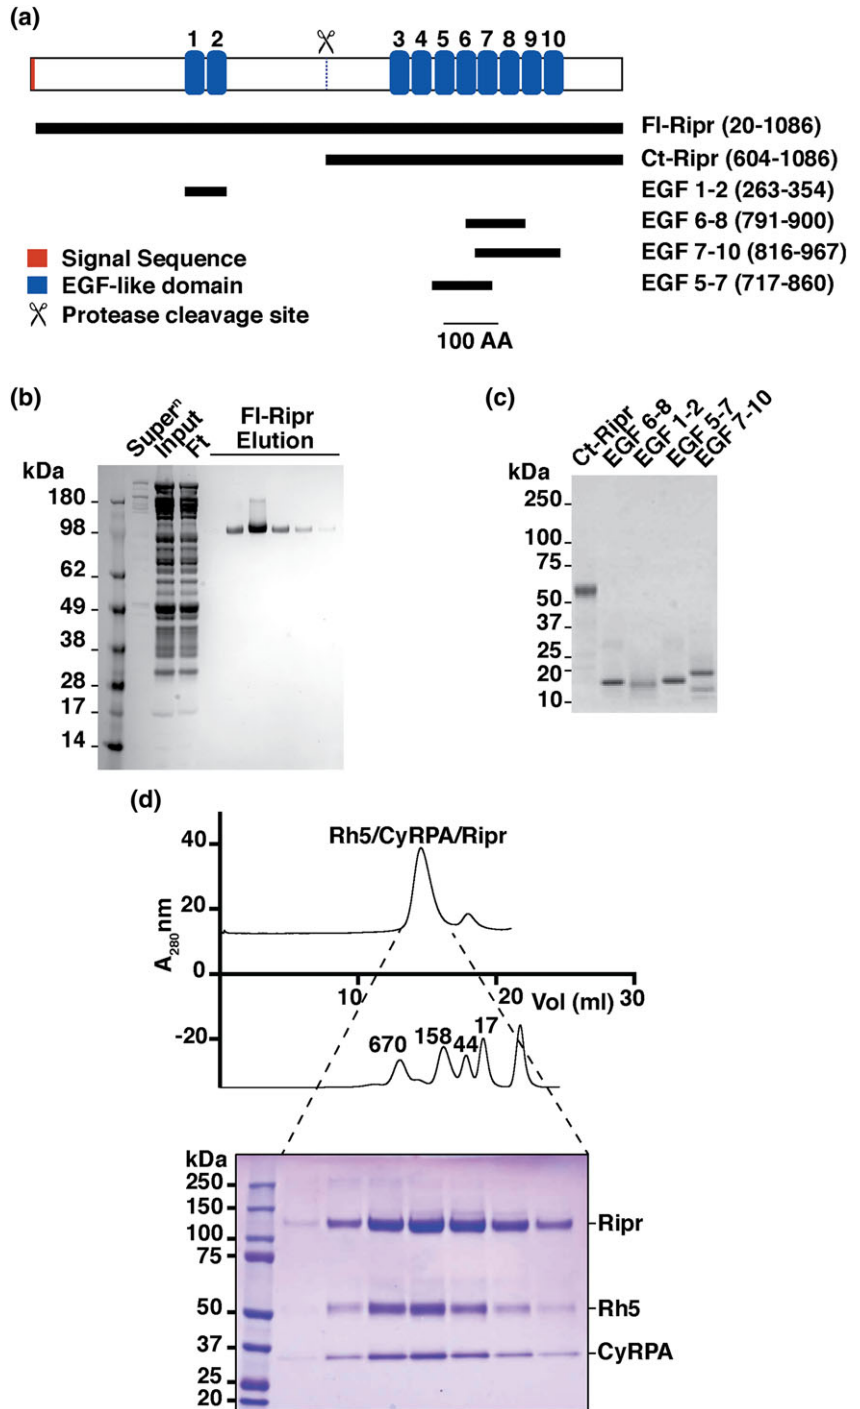 (a)
1 2 3 4 5 6 7 8 9 10
Fl-Ripr (20-1086)
Ct-Ripr (604-1086)
EGF 1-2 (263-354)
EGF 6-8 (791-900)
EGF 7-10 (816-967)
EGF 5-7 (717-860)
Signal Sequence
EGF-like domain
Protease cleavage site
100 AA
(b)
Superⁿ
Input
Ft
Fl-Ripr
Elution
kDa
180
98
62
49
38
28
17
14
(c)
Ct-Ripr
EGF 6-8
EGF 1-2
EGF 5-7
EGF 7-10
kDa
250
100
75
50
37
25
20
10
(d)
Rh5/CyRPA/Ripr
A₂₈₀nm
40
20
0
-20
10
20
Vol (ml)
30
670
158
44
17
kDa
250
150
100
75
50
37
25
20
Ripr
Rh5
CyRPA